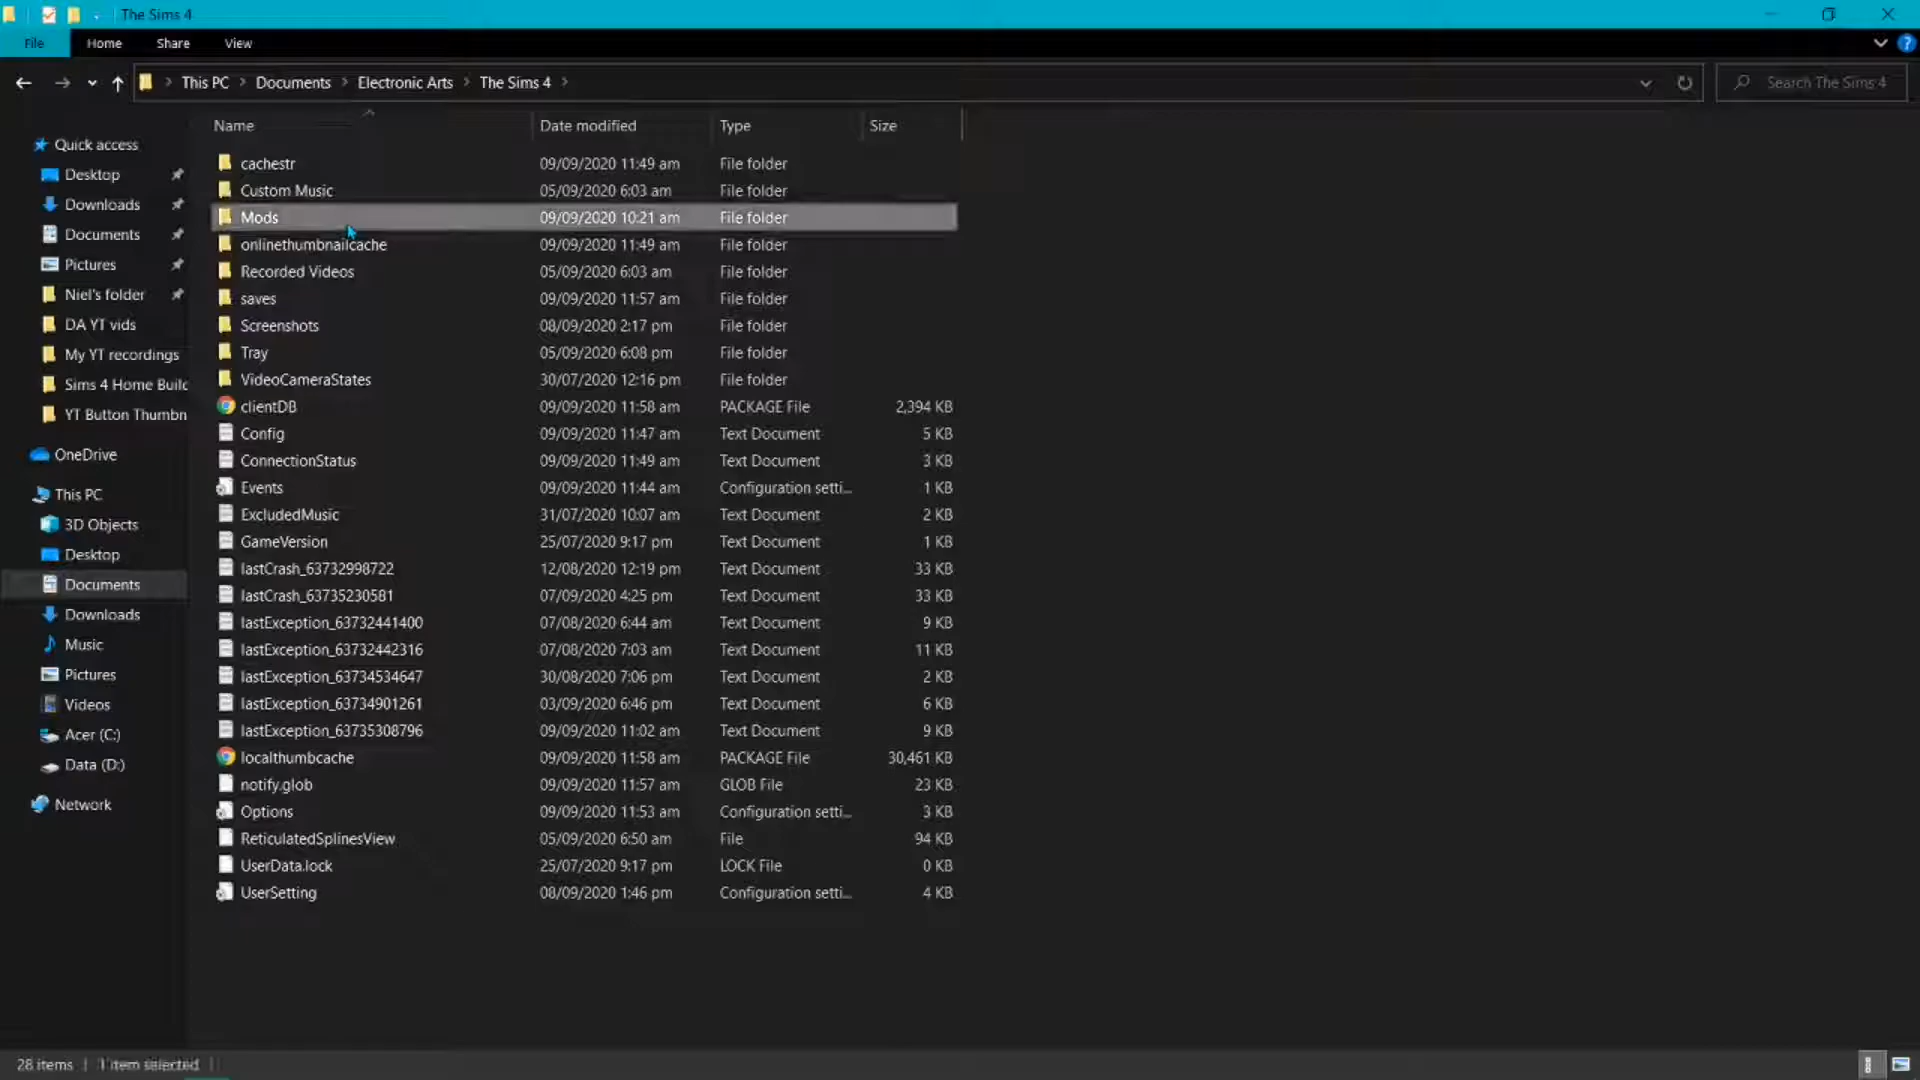 The Sims 4
File Home Share View
This PC Documents Electronic Arts The Sims 4
Search The Sims 4
Name Date modified Type Size
Quick access
Desktop
Downloads
Documents
Pictures
Niel's folder
DA YT vids
My YT recordings
Sims 4 Home Builc
YT Button Thumbn
OneDrive
This PC
3D Objects
Desktop
Documents
Downloads
Music
Pictures
Videos
Acer (C:)
Data (D:)
Network
cachestr 09/09/2020 11:49 am File folder
Custom Music 05/09/2020 6:03 am File folder
Mods 09/09/2020 10:21 am File folder
onlinethumbnailcache 09/09/2020 11:49 am File folder
Recorded Videos 05/09/2020 6:03 am File folder
saves 09/09/2020 11:57 am File folder
Screenshots 08/09/2020 2:17 pm File folder
Tray 05/09/2020 6:08 pm File folder
VideoCameraStates 30/07/2020 12:16 pm File folder
clientDB 09/09/2020 11:58 am PACKAGE File 2,394 KB
Config 09/09/2020 11:47 am Text Document 5 KB
ConnectionStatus 09/09/2020 11:49 am Text Document 3 KB
Events 09/09/2020 11:44 am Configuration setti... 1 KB
ExcludedMusic 31/07/2020 10:07 am Text Document 2 KB
GameVersion 25/07/2020 9:17 pm Text Document 1 KB
lastCrash_63732998722 12/08/2020 12:19 pm Text Document 33 KB
lastCrash_63735230581 07/09/2020 4:25 pm Text Document 33 KB
lastException_63732441400 07/08/2020 6:44 am Text Document 9 KB
lastException_63732442316 07/08/2020 7:03 am Text Document 11 KB
lastException_63734534647 30/08/2020 7:06 pm Text Document 2 KB
lastException_63734901261 03/09/2020 6:46 pm Text Document 6 KB
lastException_63735308796 09/09/2020 11:02 am Text Document 9 KB
localthumbcache 09/09/2020 11:58 am PACKAGE File 30,461 KB
notify.glob 09/09/2020 11:57 am GLOB File 23 KB
Options 09/09/2020 11:53 am Configuration setti... 3 KB
ReticulatedSplinesView 05/09/2020 6:50 am File 94 KB
UserData.lock 25/07/2020 9:17 pm LOCK File 0 KB
UserSetting 08/09/2020 1:46 pm Configuration setti... 4 KB
28 items 1 item selected